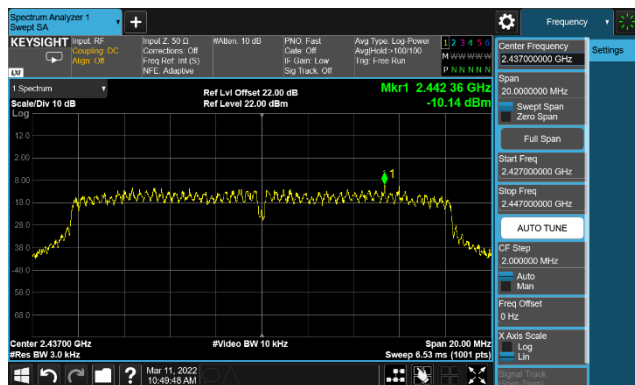 Spectrum Analyzer 1
Swept SA
Frequency
KEYSIGHT
Input: RF
Coupling: DC
Align: Off
Input Z: 50 Ω
Corrections: Off
Freq Ref: Int (S)
NFE: Adaptive
#Atten: 10 dB
PNO: Fast
Gate: Off
IF Gain: Low
Sig Track: Off
Avg Type: Log-Power
Avg|Hold:>100/100
Trig: Free Run
1 2 3 4 5 6
M W W W W W
P N N N N N
LXI
1 Spectrum
Scale/Div 10 dB
Log
Ref Lvl Offset 22.00 dB
Ref Level 22.00 dBm
Mkr1 2.442 36 GHz
-10.14 dBm
12.0
2.00
-8.00
-18.0
-28.0
-38.0
-48.0
-58.0
-68.0
1
Center 2.43700 GHz
#Res BW 3.0 kHz
#Video BW 10 kHz
Span 20.00 MHz
Sweep 6.53 ms (1001 pts)
Mar 11, 2022
10:49:48 AM
?
Center Frequency
2.437000000 GHz
Settings
Span
20.0000000 MHz
Swept Span
Zero Span
Full Span
Start Freq
2.427000000 GHz
Stop Freq
2.447000000 GHz
AUTO TUNE
CF Step
2.000000 MHz
Auto
Man
Freq Offset
0 Hz
X Axis Scale
Log
Lin
Signal Track
(Span Zoom)